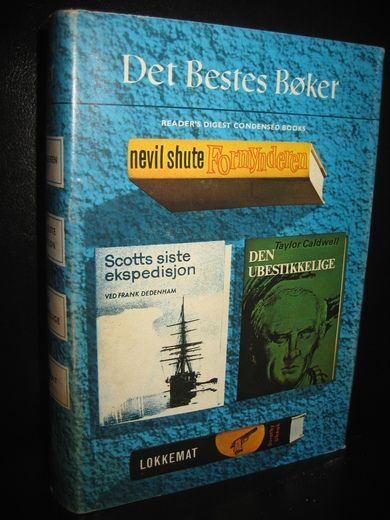 Det Bestes Bøker
READER'S DIGEST CONDENSED BOOKS
nevil shute Formynderen
Scotts siste
ekspedisjon
VED FRANK DEDENHAM
Taylor Caldwell
DEN
UBESTIKKELIGE
LOKKEMAT